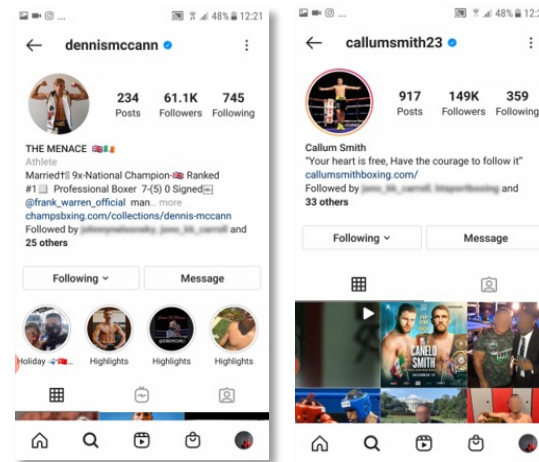 48% 12:21
dennismccann
234 61.1K 745
Posts Followers Following
THE MENACE
Athlete
9x-National Champion- Ranked
#1 Professional Boxer 7-(5) 0 Signed
@frank_warren_official man... more
champsbxing.com/collections/dennis-mccann
Followed by and
25 others
Following Message
Holiday Highlights Highlights Highlights
48% 12:2
callumsmith23
917 149K 359
Posts Followers Following
Callum Smith
"Your heart is free, Have the courage to follow it"
callumsmithboxing.com/
Followed by and
33 others
Following Message
CANELO
SMITH